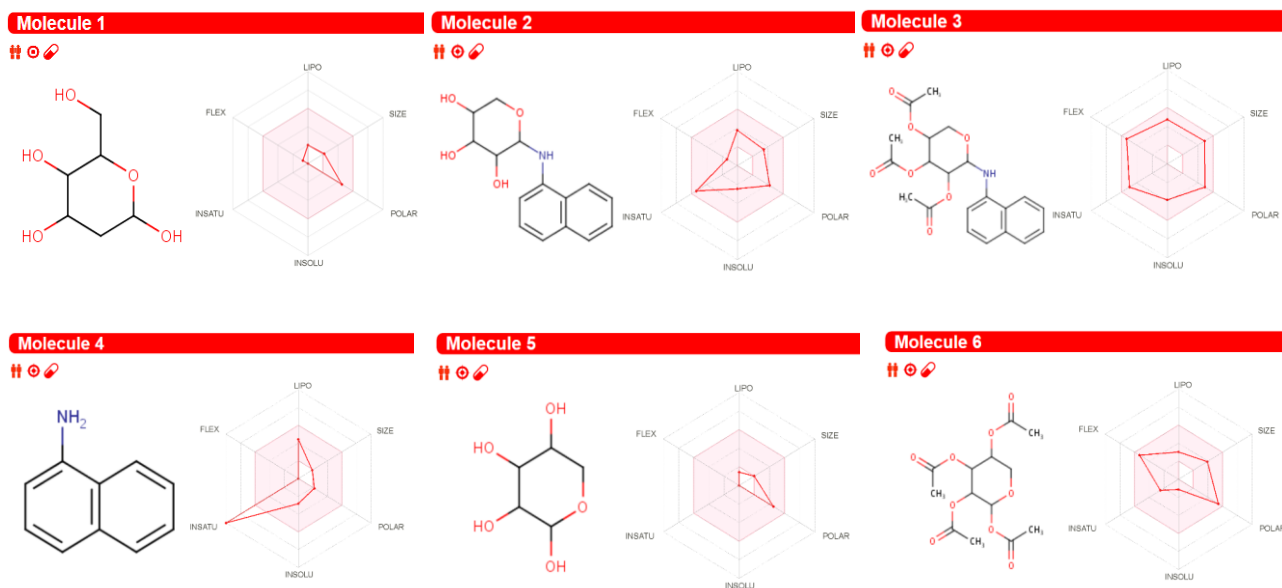 Molecule 1
LIPO
FLEX
SIZE
INSATU
POLAR
INSOLU
HO
HO
O
HO
OH
Molecule 2
LIPO
FLEX
SIZE
INSATU
POLAR
INSOLU
HO
O
HO
NH
OH
Molecule 3
LIPO
FLEX
SIZE
INSATU
POLAR
INSOLU
O
CH3
O
O
CH3
O
O
NH
H3C
O
O
Molecule 4
LIPO
FLEX
SIZE
INSATU
POLAR
INSOLU
NH2
Molecule 5
LIPO
FLEX
SIZE
INSATU
POLAR
INSOLU
OH
HO
HO
O
OH
Molecule 6
LIPO
FLEX
SIZE
INSATU
POLAR
INSOLU
O
O
CH3
O
O
CH3
O
O
O
O
CH3
O
CH3